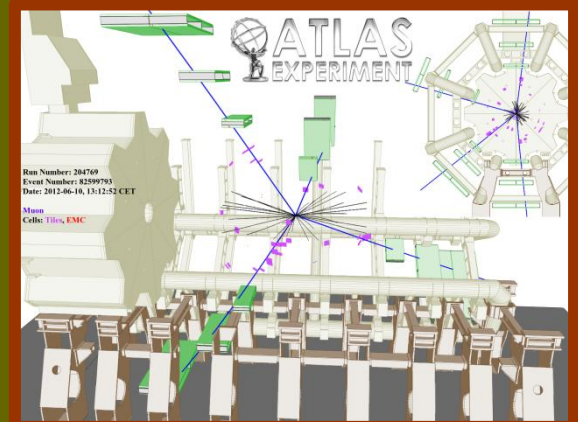 ATLAS
EXPERIMENT
Run Number: 204769
Event Number: 82599793
Date: 2012-06-10, 13:12:52 CET
Muon
Cells: Tiles, EMC